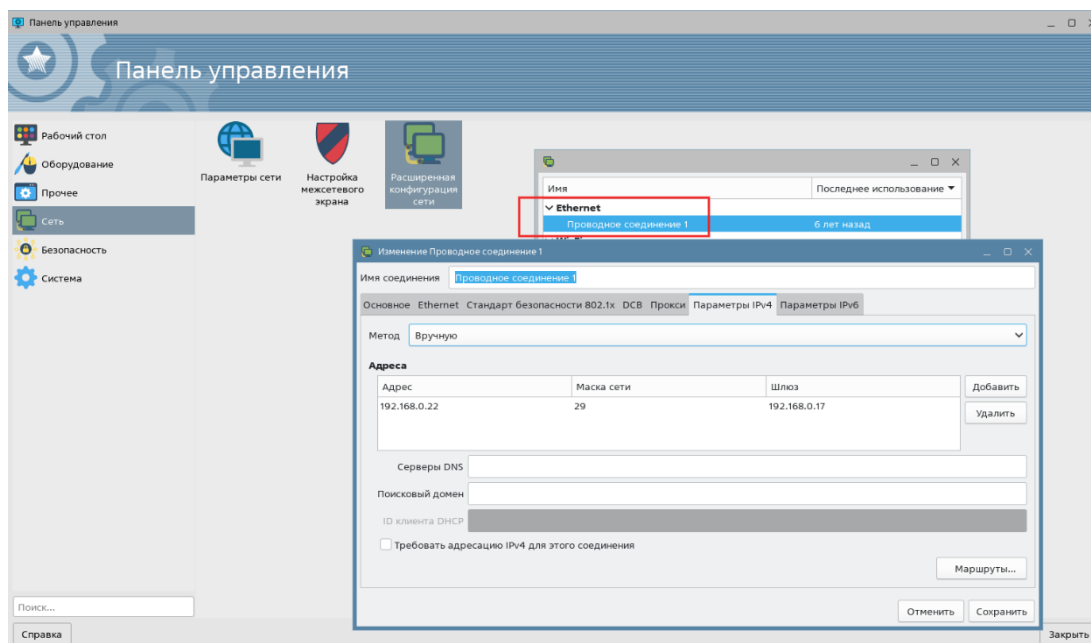 Панель управления
Панель управления
Рабочий стол
Оборудование
Прочее
Сеть
Безопасность
Система
Параметры сети
Настройка
межсетевого
экрана
Расширенная
конфигурация
сети
Имя Последнее использование
Ethernet
Проводное соединение 1 6 лет назад
Изменение Проводное соединение 1
Имя соединения Проводное соединение 1
Основное Ethernet Стандарт безопасности 802.1x DCB Прокси Параметры IPv4 Параметры IPv6
Метод Вручную
Адреса
Адрес Маска сети Шлюз Добавить
192.168.0.22 29 192.168.0.17
Удалить
Серверы DNS
Поисковый домен
ID клиента DHCP
Требовать адресацию IPv4 для этого соединения
Маршруты...
Отменить Сохранить
Поиск...
Справка Закрыть